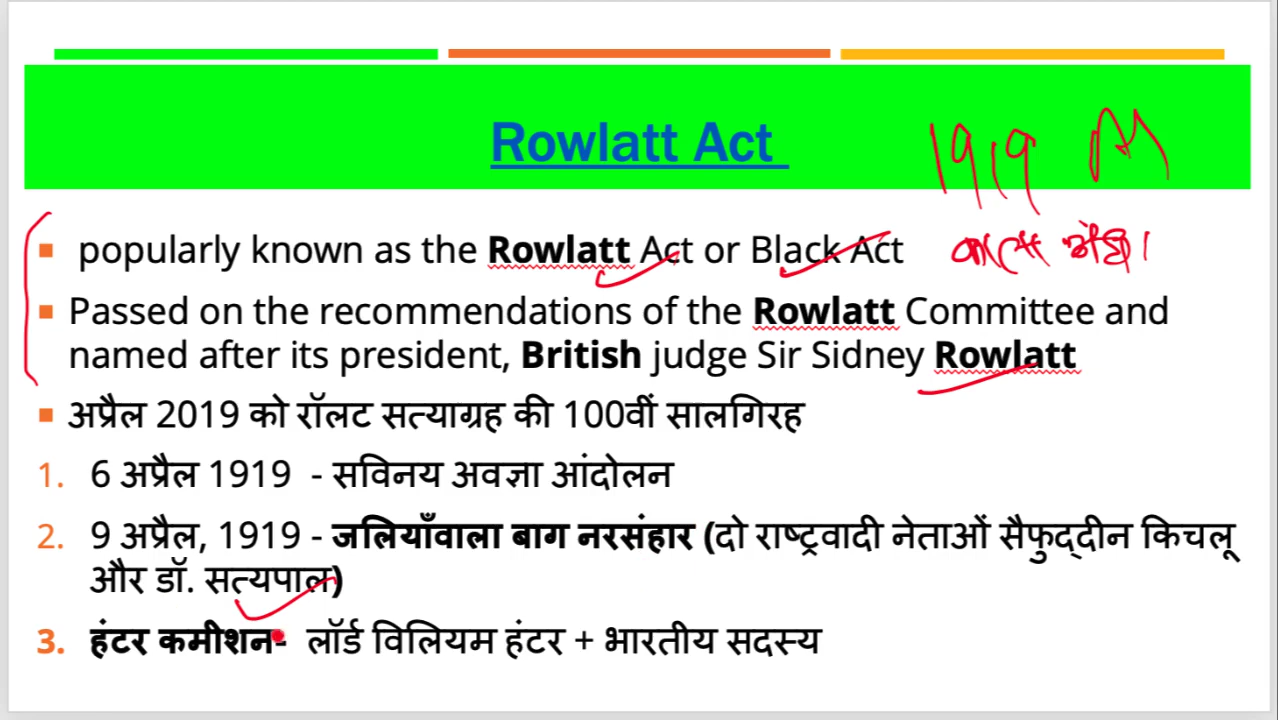 Rowlatt Act
1919
popularly known as the Rowlatt Act or Black Act
Passed on the recommendations of the Rowlatt Committee and
named after its president, British judge Sir Sidney Rowlatt
अप्रैल 2019 को रॉलट सत्याग्रह की 100वीं सालगिरह
1. 6 अप्रैल 1919 - सविनय अवज्ञा आंदोलन
2. 9 अप्रैल, 1919 - जलियाँवाला बाग नरसंहार (दो राष्ट्रवादी नेताओं सैफुद्दीन किचलू
और डॉ. सत्यपाल)
3. हंटर कमीशन- लॉर्ड विलियम हंटर + भारतीय सदस्य